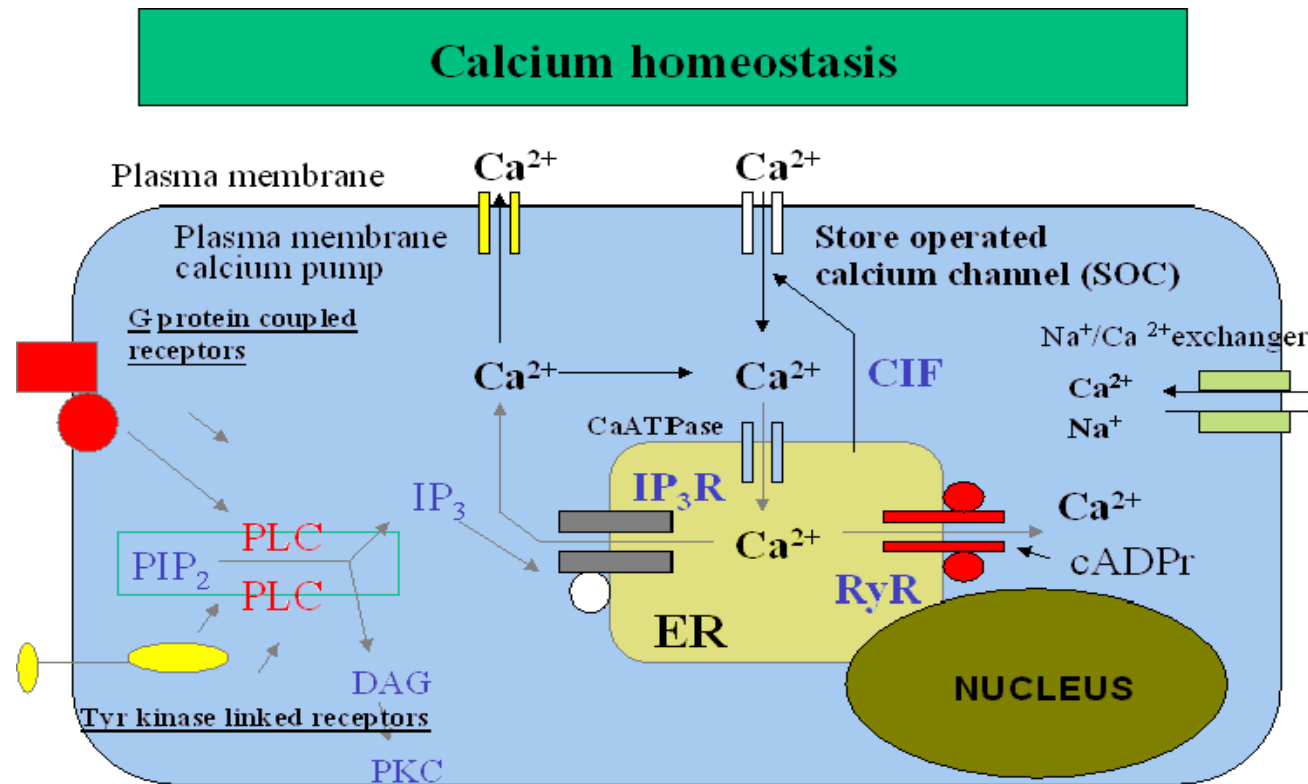 Calcium homeostasis
Ca²⁺
Ca²⁺
Plasma membrane
Plasma membrane
calcium pump
Store operated
calcium channel (SOC)
G protein coupled
receptors
Na⁺/Ca ²⁺exchanger
Ca²⁺
Ca²⁺
CIF
Ca²⁺
Na⁺
CaATPase
IP₃
IP₃R
Ca²⁺
Ca²⁺
PLC
PIP₂
PLC
cADPr
RyR
ER
DAG
NUCLEUS
Tyr kinase linked receptors
PKC